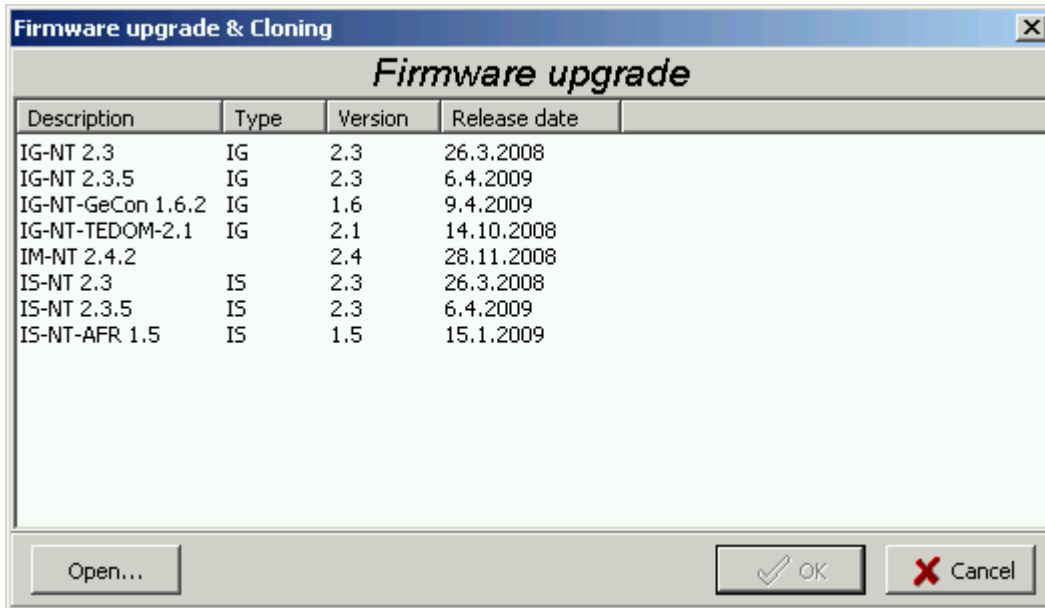 Firmware upgrade & Cloning
Firmware upgrade
Description Type Version Release date
IG-NT 2.3 IG 2.3 26.3.2008
IG-NT 2.3.5 IG 2.3 6.4.2009
IG-NT-GeCon 1.6.2 IG 1.6 9.4.2009
IG-NT-TEDOM-2.1 IG 2.1 14.10.2008
IM-NT 2.4.2 2.4 28.11.2008
IS-NT 2.3 IS 2.3 26.3.2008
IS-NT 2.3.5 IS 2.3 6.4.2009
IS-NT-AFR 1.5 IS 1.5 15.1.2009
Open... OK Cancel